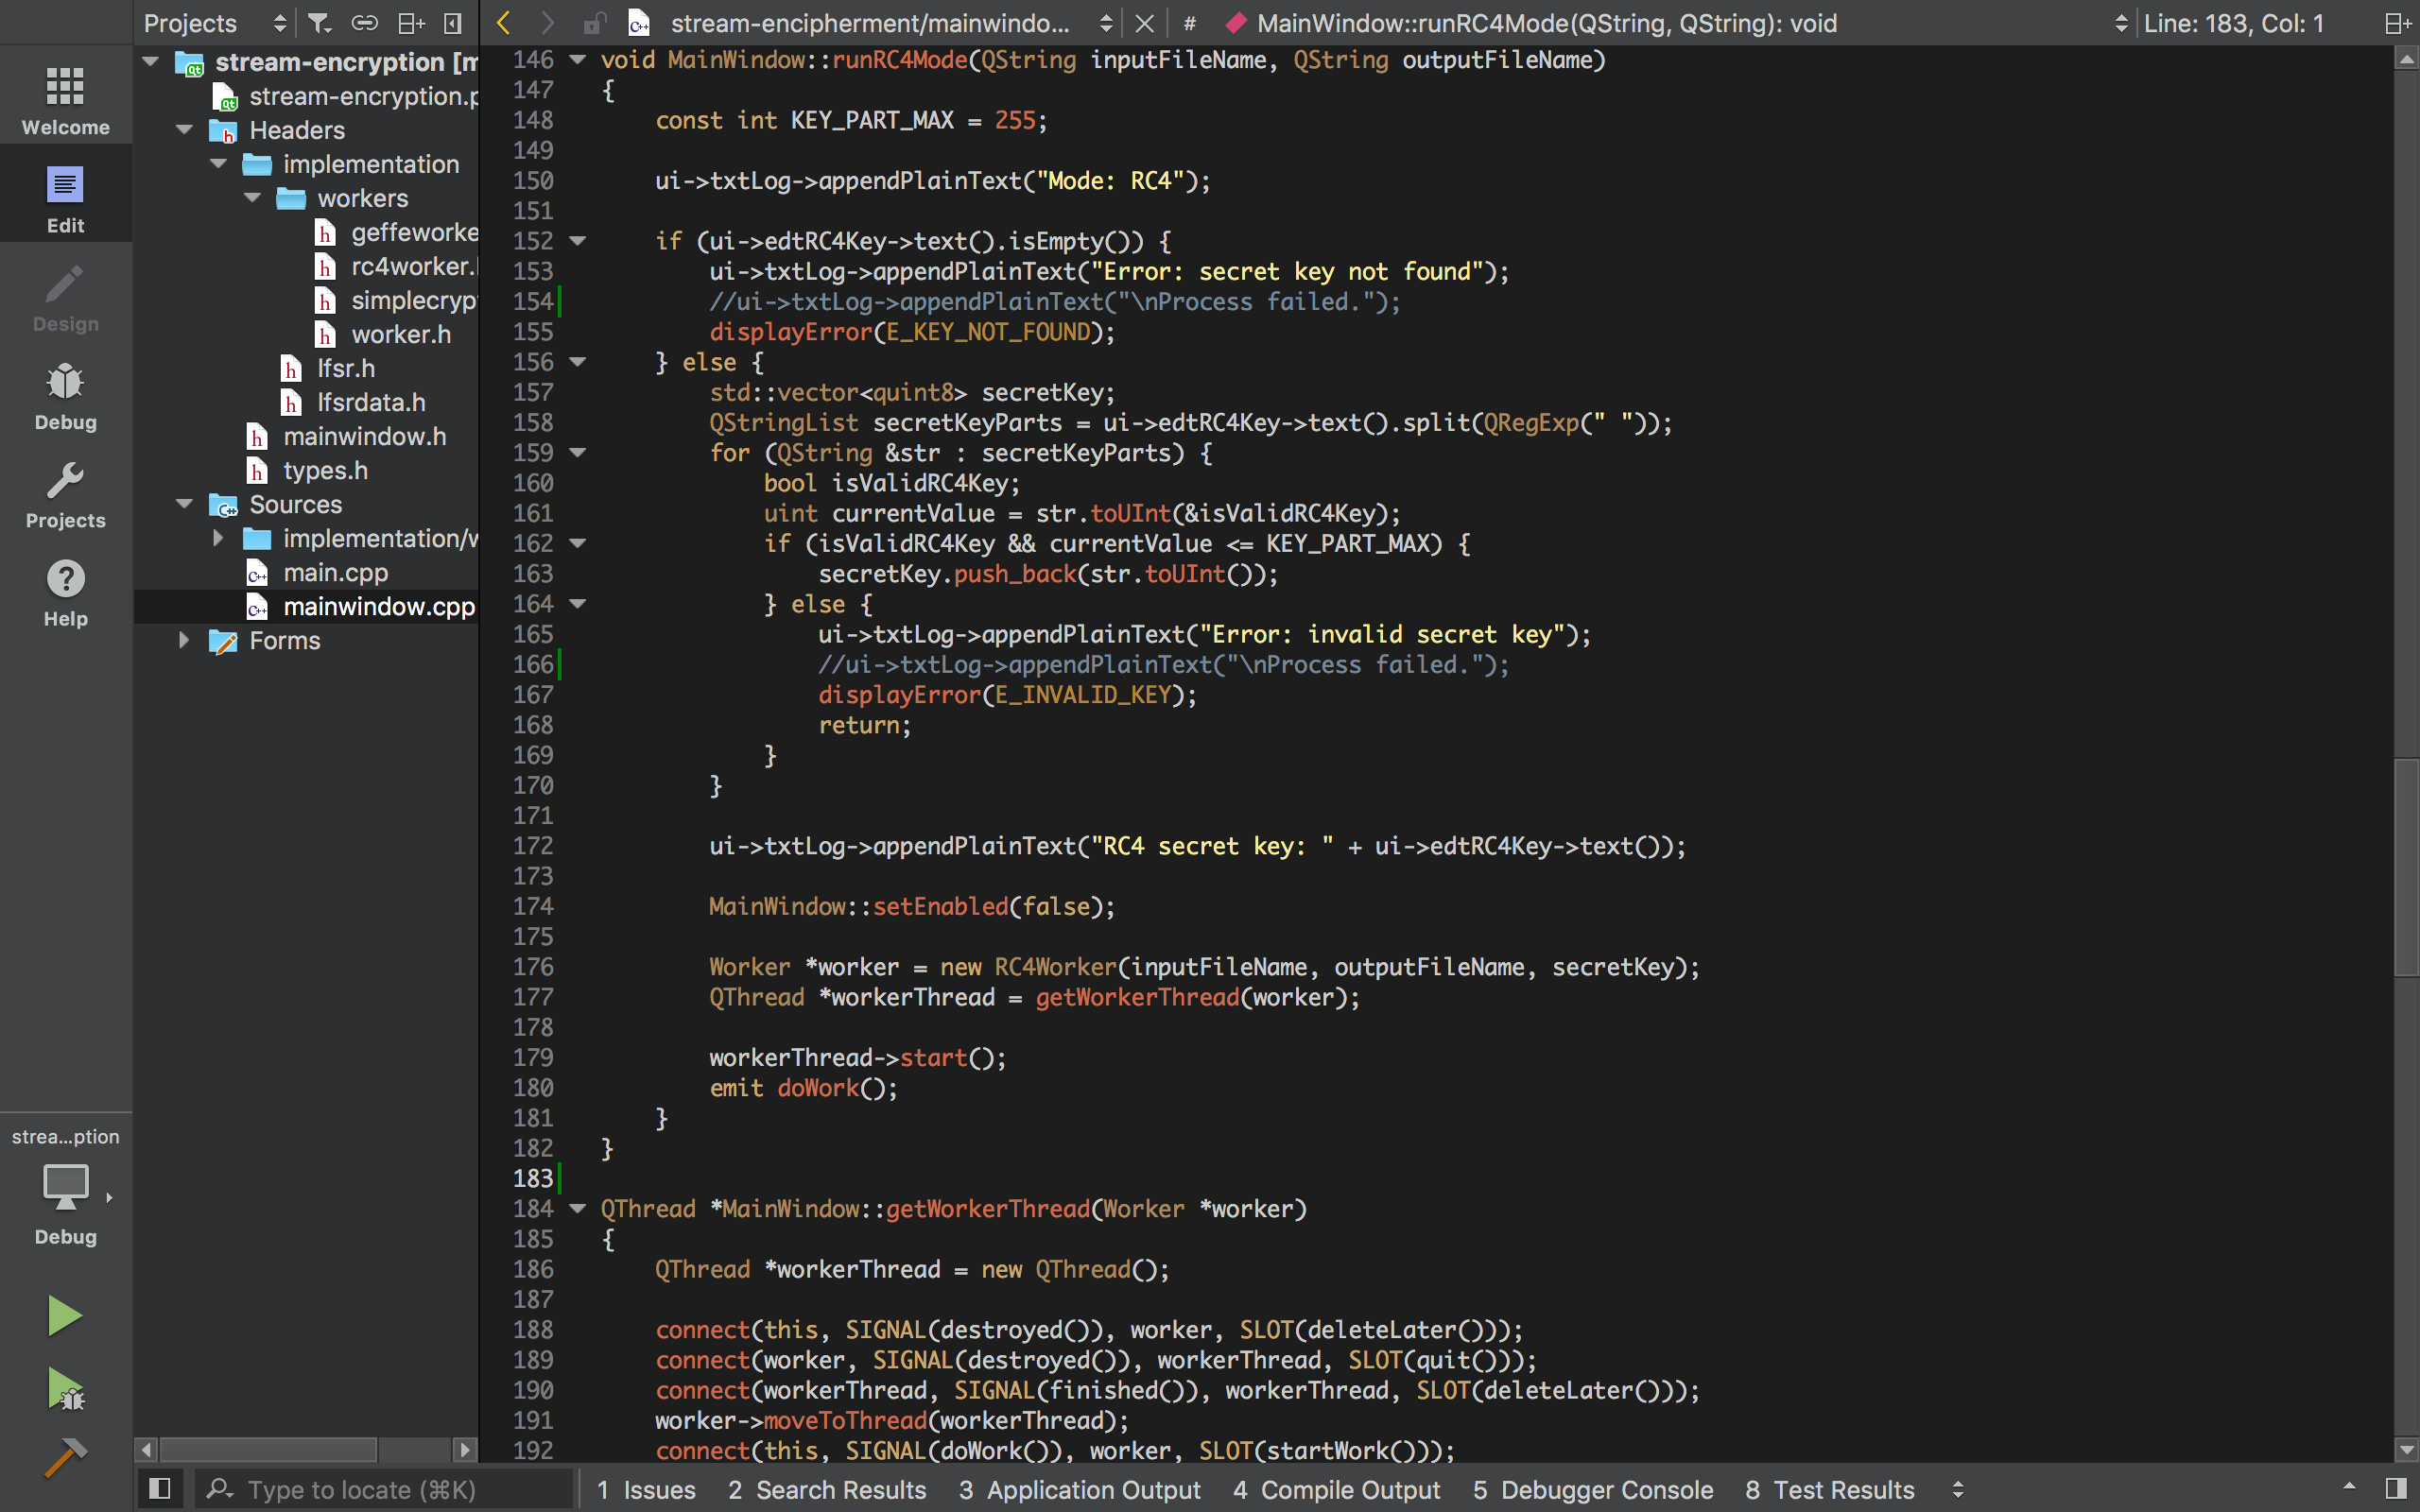 Projects
stream-encipherment/mainwindo...
#
MainWindow::runRC4Mode(QString, QString): void
Line: 183, Col: 1
Welcome
Edit
Design
Debug
Projects
Help
strea...ption
Debug
stream-encryption [m
stream-encryption.p
Headers
implementation
workers
geffeworke
rc4worker.
simplecryp
worker.h
lfsr.h
lfsrdata.h
mainwindow.h
types.h
Sources
implementation/w
main.cpp
mainwindow.cpp
Forms
146 void MainWindow::runRC4Mode(QString inputFileName, QString outputFileName)
147 {
148     const int KEY_PART_MAX = 255;
149
150     ui->txtLog->appendPlainText("Mode: RC4");
151
152     if (ui->edtRC4Key->text().isEmpty()) {
153         ui->txtLog->appendPlainText("Error: secret key not found");
154         //ui->txtLog->appendPlainText("\nProcess failed.");
155         displayError(E_KEY_NOT_FOUND);
156     } else {
157         std::vector<quint8> secretKey;
158         QStringList secretKeyParts = ui->edtRC4Key->text().split(QRegExp(" "));
159         for (QString &str : secretKeyParts) {
160             bool isValidRC4Key;
161             uint currentValue = str.toUInt(&isValidRC4Key);
162             if (isValidRC4Key && currentValue <= KEY_PART_MAX) {
163                 secretKey.push_back(str.toUInt());
164             } else {
165                 ui->txtLog->appendPlainText("Error: invalid secret key");
166                 //ui->txtLog->appendPlainText("\nProcess failed.");
167                 displayError(E_INVALID_KEY);
168                 return;
169             }
170         }
171
172         ui->txtLog->appendPlainText("RC4 secret key: " + ui->edtRC4Key->text());
173
174         MainWindow::setEnabled(false);
175
176         Worker *worker = new RC4Worker(inputFileName, outputFileName, secretKey);
177         QThread *workerThread = getWorkerThread(worker);
178
179         workerThread->start();
180         emit doWork();
181     }
182 }
183
184 QThread *MainWindow::getWorkerThread(Worker *worker)
185 {
186     QThread *workerThread = new QThread();
187
188     connect(this, SIGNAL(destroyed()), worker, SLOT(deleteLater()));
189     connect(worker, SIGNAL(destroyed()), workerThread, SLOT(quit()));
190     connect(workerThread, SIGNAL(finished()), workerThread, SLOT(deleteLater()));
191     worker->moveToThread(workerThread);
192     connect(this, SIGNAL(doWork()), worker, SLOT(startWork()));
Type to locate (⌘K)
1 Issues
2 Search Results
3 Application Output
4 Compile Output
5 Debugger Console
8 Test Results